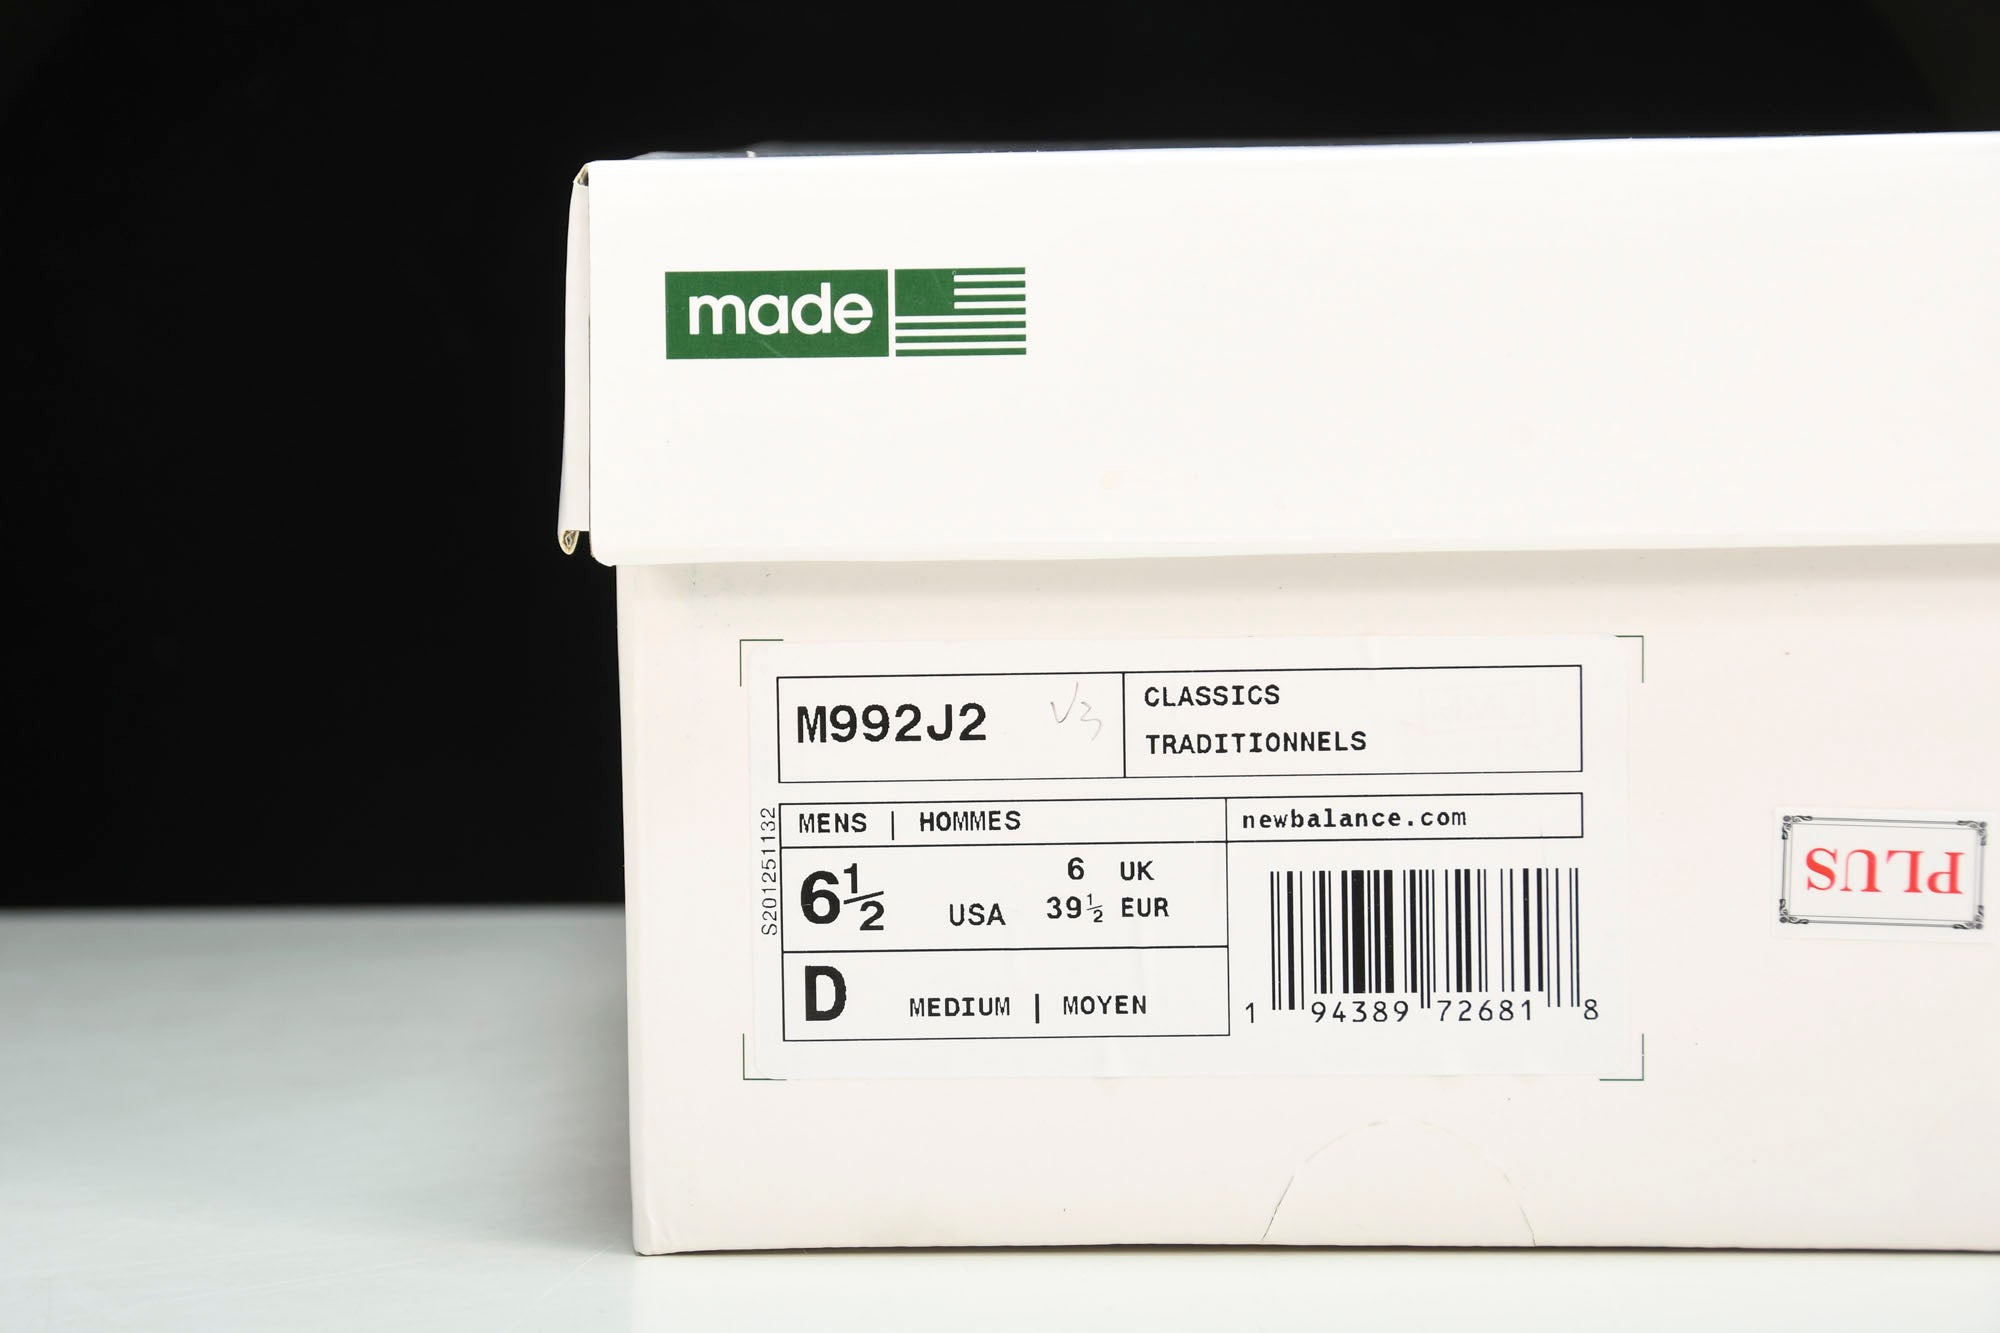 made
M992J2 V3
CLASSICS
TRADITIONNELS
S201251132
MENS | HOMMES
newbalance.com
6½ USA
6 UK
39½ EUR
D MEDIUM | MOYEN
1 94389 72681 8
PLUS